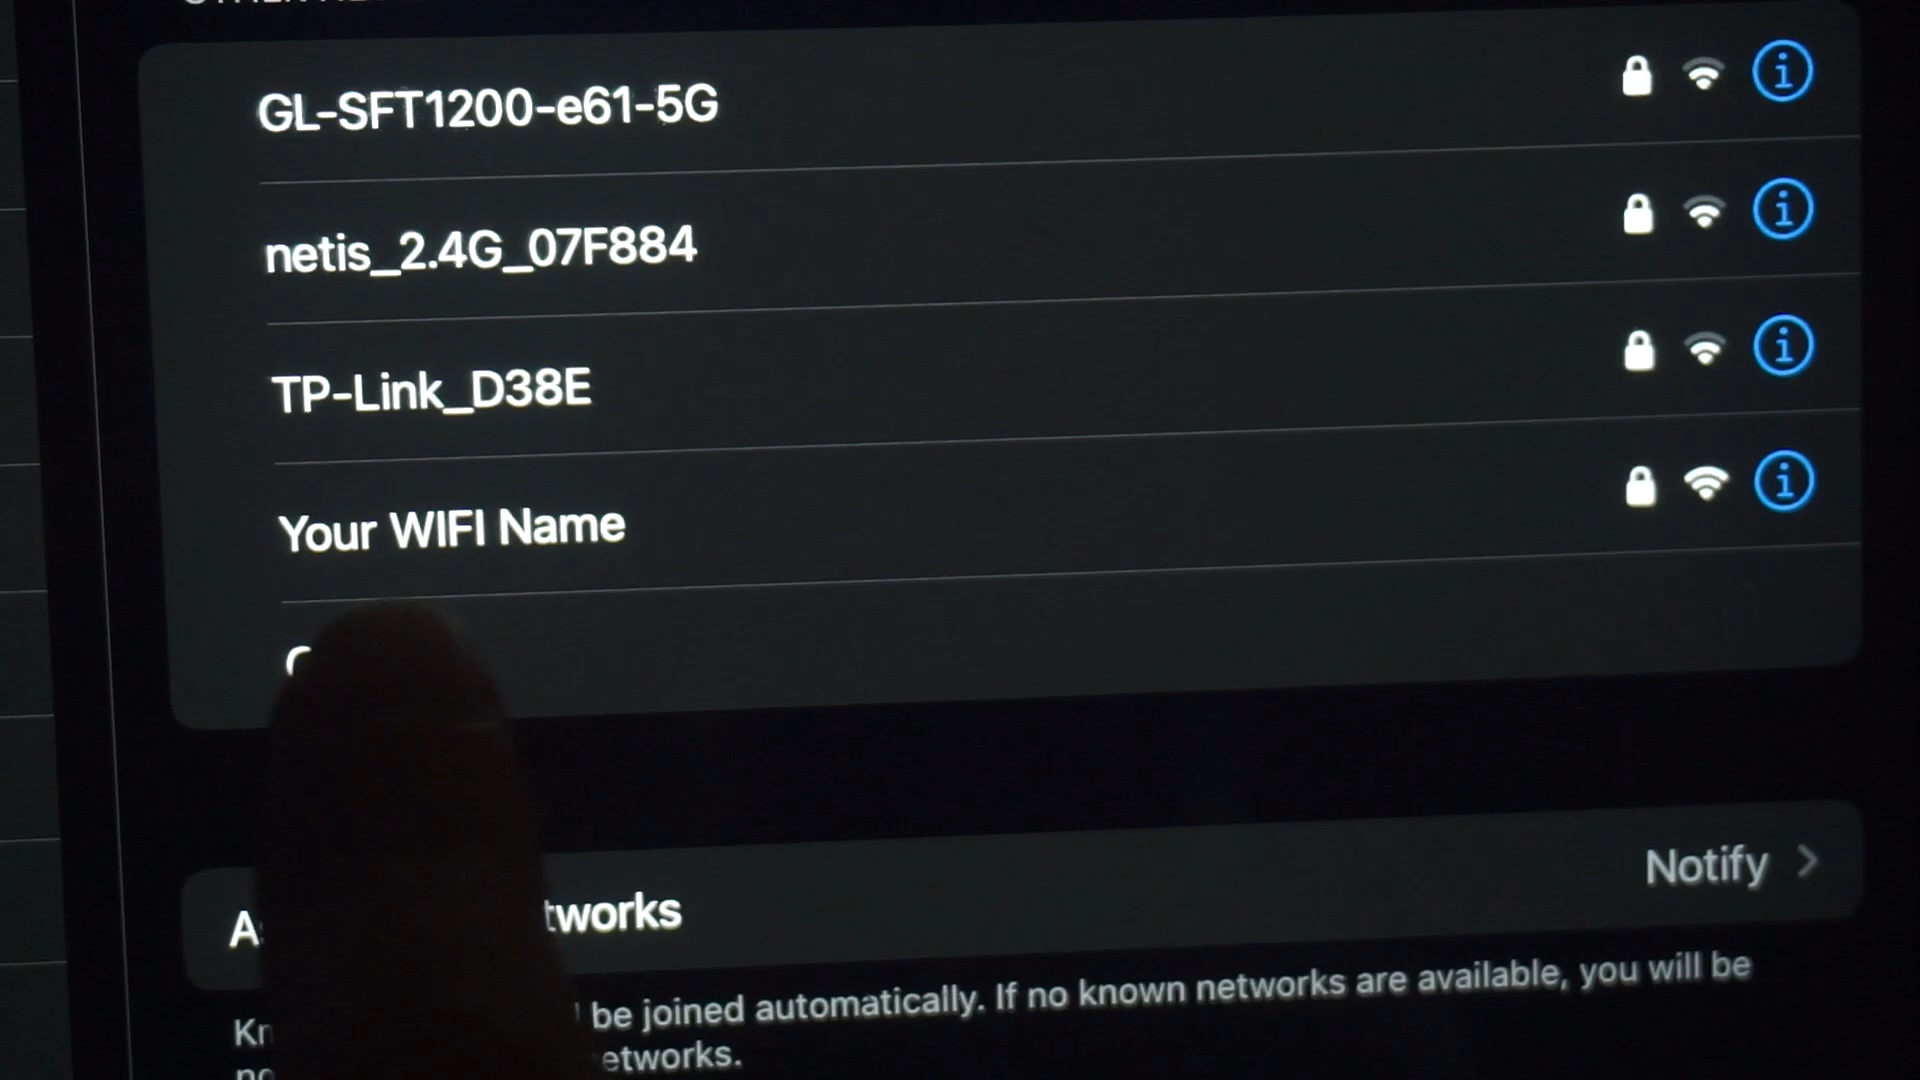 GL-SFT1200-e61-5G
netis_2.4G_07F884
TP-Link_D38E
Your WIFI Name
Notify
be joined automatically. If no known networks are available, you will be